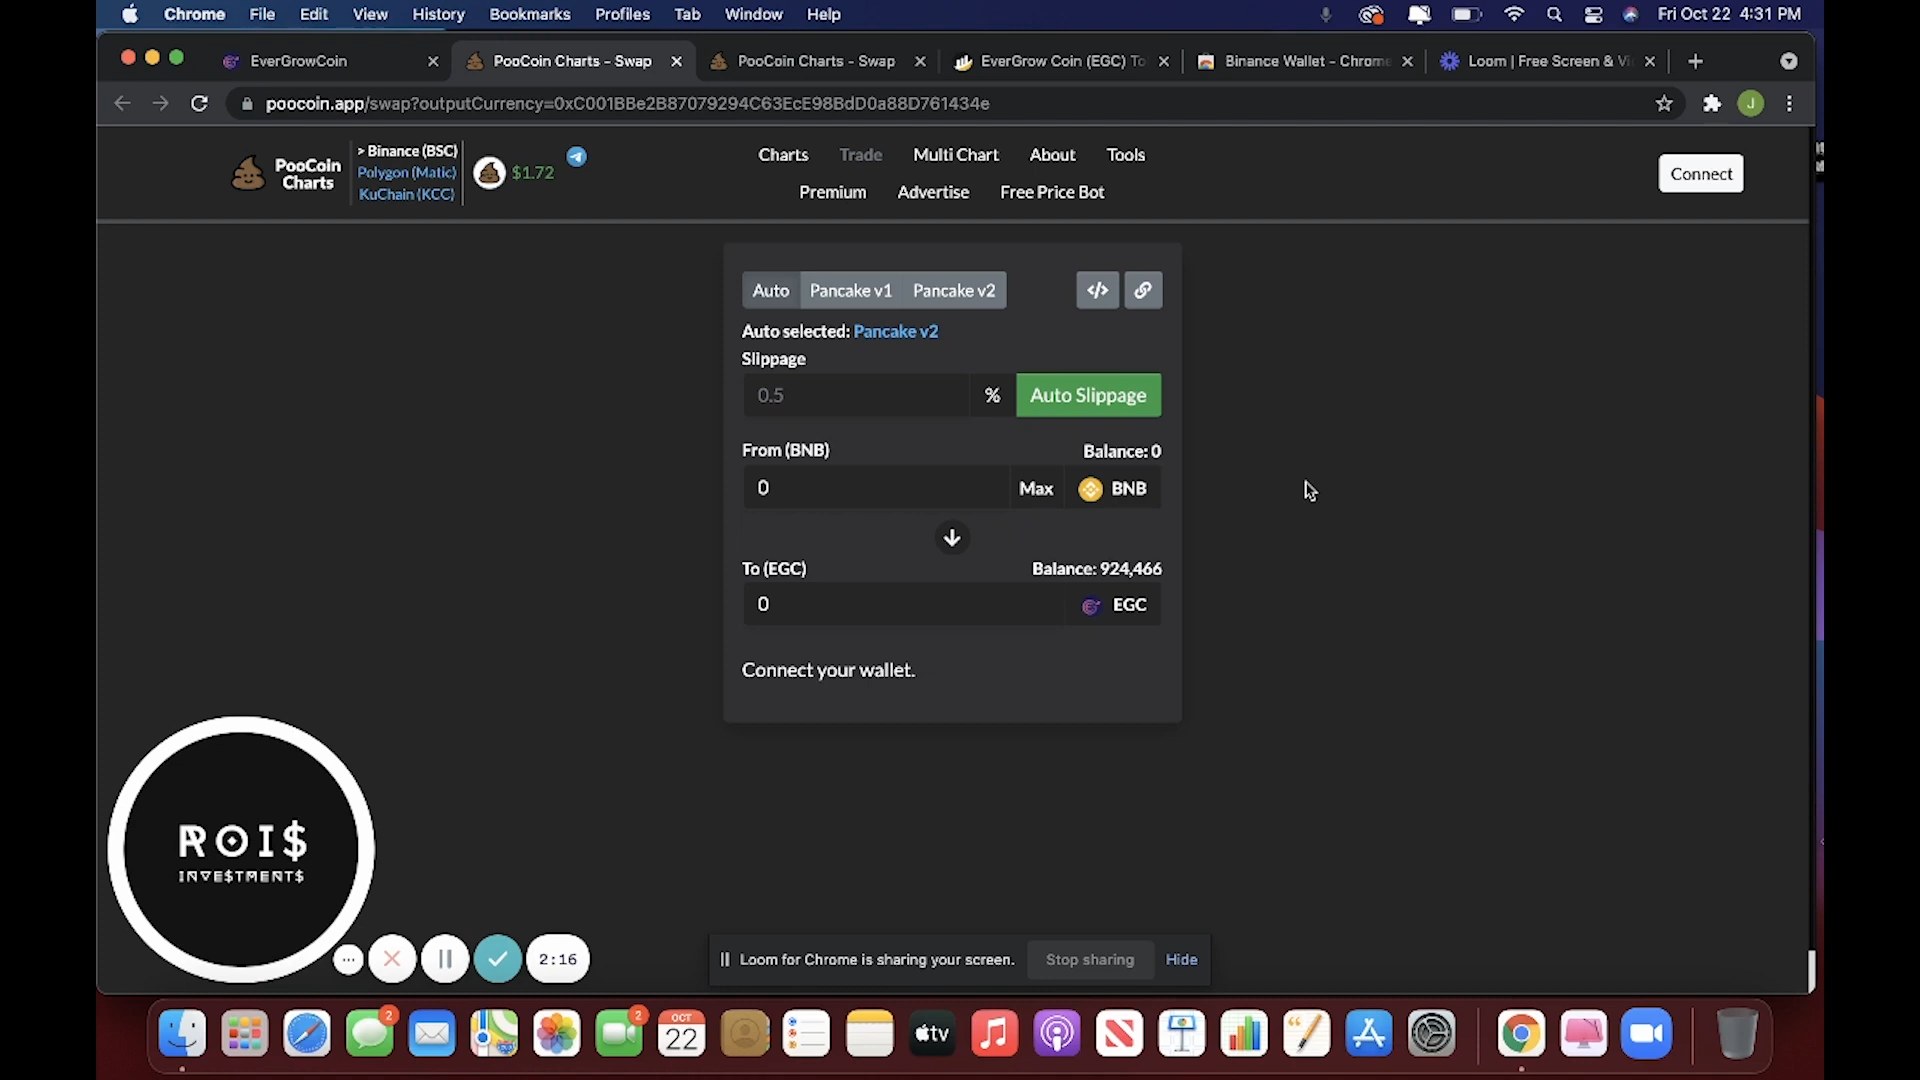 Chrome File Edit View History Bookmarks Profiles Tab Window Help Fri Oct 22 4:31 PM
EverGrowCoin PooCoin Charts - Swap PooCoin Charts - Swap EverGrow Coin (EGC) To Binance Wallet - Chrome Loom | Free Screen & Vi
poocoin.app/swap?outputCurrency=0xC001BBe2B87079294C63EcE98BdD0a88D761434e J
PooCoin
Charts
> Binance (BSC)
Polygon (Matic)
KuChain (KCC)
$1.72
Charts Trade Multi Chart About Tools
Premium Advertise Free Price Bot
Connect
Auto Pancake v1 Pancake v2 </>
Auto selected: Pancake v2
Slippage
0.5 % Auto Slippage
From (BNB) Balance: 0
0 Max BNB
To (EGC) Balance: 924,466
0 EGC
Connect your wallet.
ROI$
INVE$TMENT$
2:16
Loom for Chrome is sharing your screen. Stop sharing Hide
2 2 OCT 22 tv